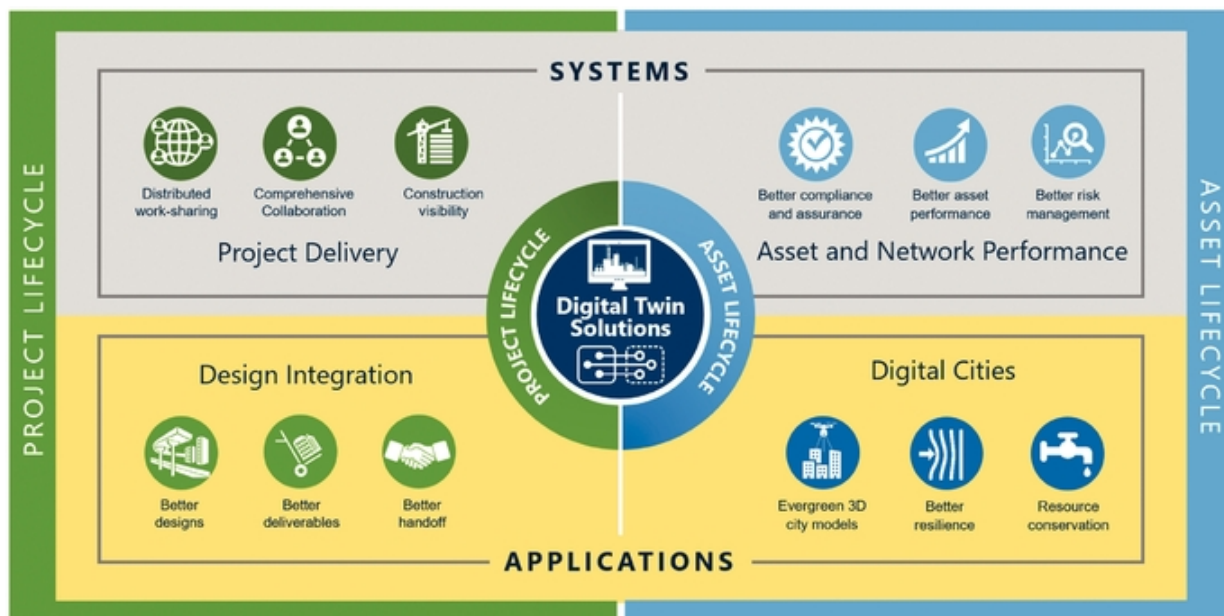 SYSTEMS
Distributed
work-sharing
Comprehensive
Collaboration
Construction
visibility
Project Delivery
Better compliance
and assurance
Better asset
performance
Better risk
management
Asset and Network Performance
PROJECT LIFECYCLE
ASSET LIFECYCLE
PROJECT LIFECYCLE
Digital Twin
Solutions
ASSET LIFECYCLE
Design Integration
Better
designs
Better
deliverables
Better
handoff
Digital Cities
Evergreen 3D
city models
Better
resilience
Resource
conservation
APPLICATIONS